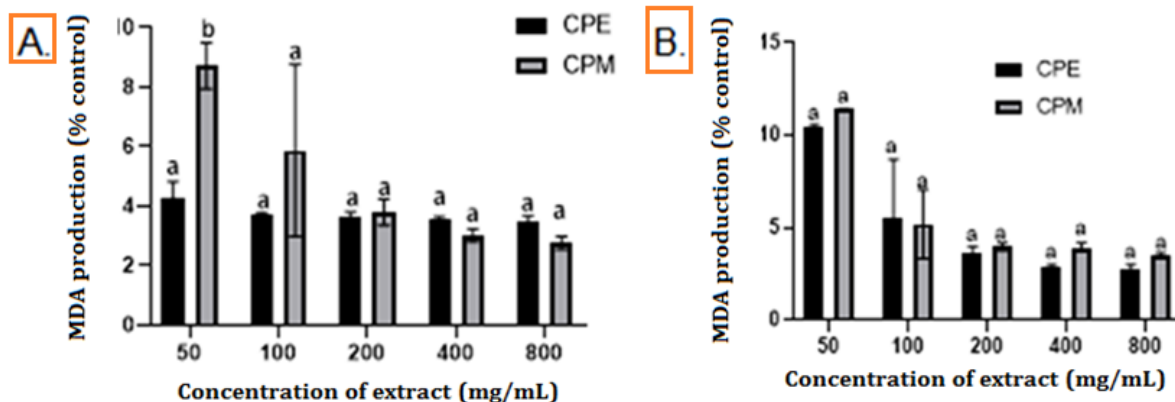 A.
MDA production (% control)
10
8
6
4
2
0
CPE
CPM
a
b
a
a
a
a
a
a
a
a
50
100
200
400
800
Concentration of extract (mg/mL)
B.
MDA production (% control)
15
10
5
0
CPE
CPM
a
a
a
a
a
a
a
a
a
a
50
100
200
400
800
Concentration of extract (mg/mL)